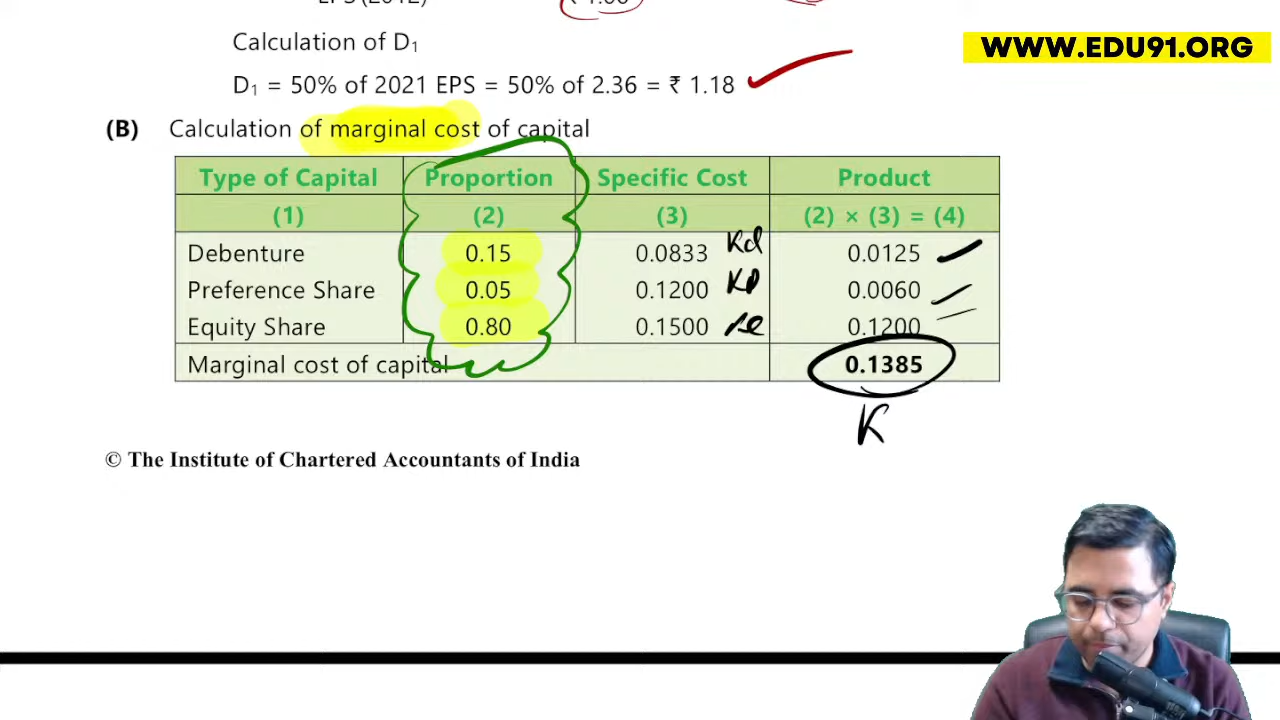 WWW.EDU91.ORG
Calculation of D₁
D₁ = 50% of 2021 EPS = 50% of 2.36 = ₹ 1.18
(B) Calculation of marginal cost of capital
Type of Capital Proportion Specific Cost Product
(1) (2) (3) (2) × (3) = (4)
Debenture 0.15 0.0833 Kd 0.0125
Preference Share 0.05 0.1200 Kp 0.0060
Equity Share 0.80 0.1500 Ke 0.1200
Marginal cost of capital 0.1385
K
© The Institute of Chartered Accountants of India